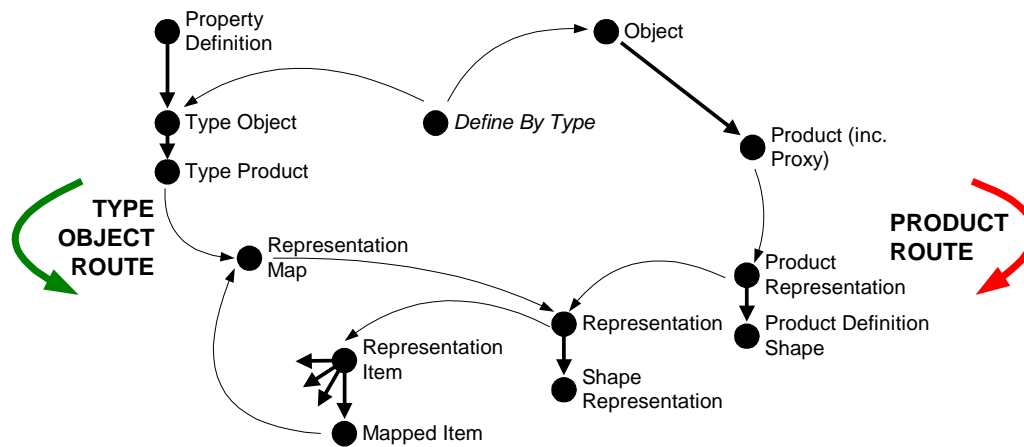 Property
Definition
Object
Type Object
Define By Type
Product (inc.
Proxy)
Type Product
TYPE
OBJECT
ROUTE
PRODUCT
ROUTE
Representation
Map
Product
Representation
Representation
Product Definition
Shape
Representation
Item
Shape
Representation
Mapped Item